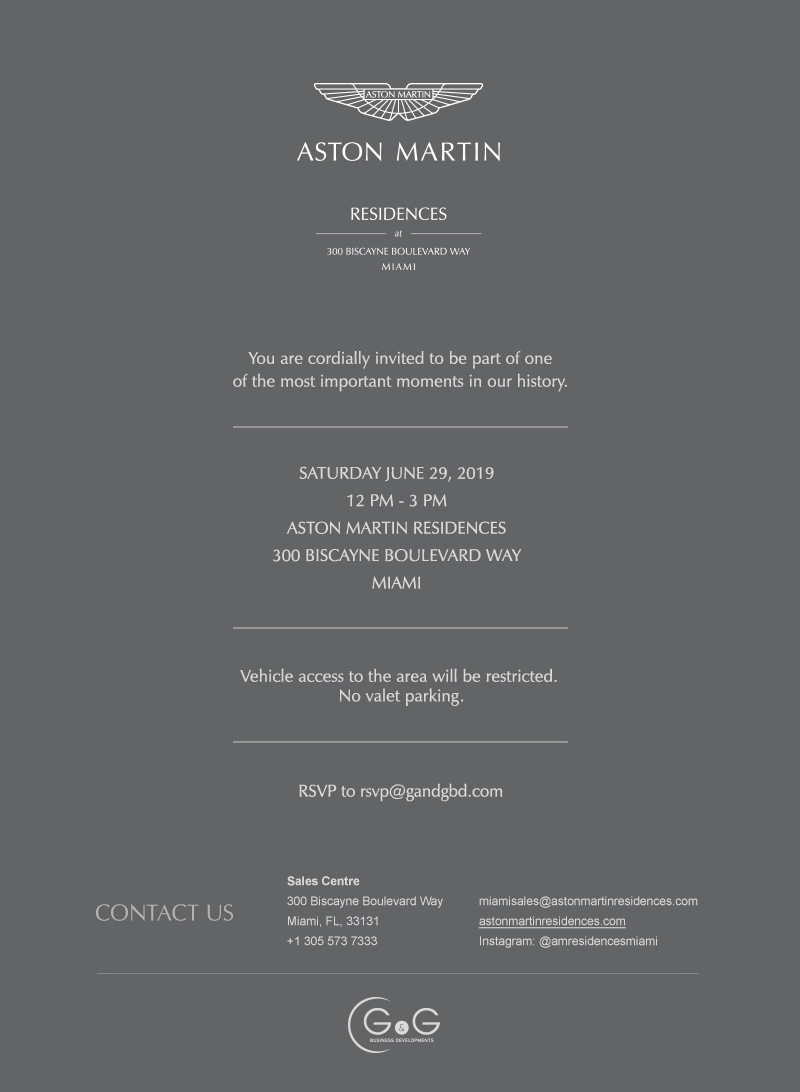 ASTON MARTIN
ASTON MARTIN
RESIDENCES
at
300 BISCAYNE BOULEVARD WAY
MIAMI
You are cordially invited to be part of one
of the most important moments in our history.
SATURDAY JUNE 29, 2019
12 PM - 3 PM
ASTON MARTIN RESIDENCES
300 BISCAYNE BOULEVARD WAY
MIAMI
Vehicle access to the area will be restricted.
No valet parking.
RSVP to rsvp@gandgbd.com
CONTACT US
Sales Centre
300 Biscayne Boulevard Way
Miami, FL, 33131
+1 305 573 7333
miamisales@astonmartinresidences.com
astonmartinresidences.com
Instagram: @amresidencesmiami
G&G
BUSINESS DEVELOPMENTS